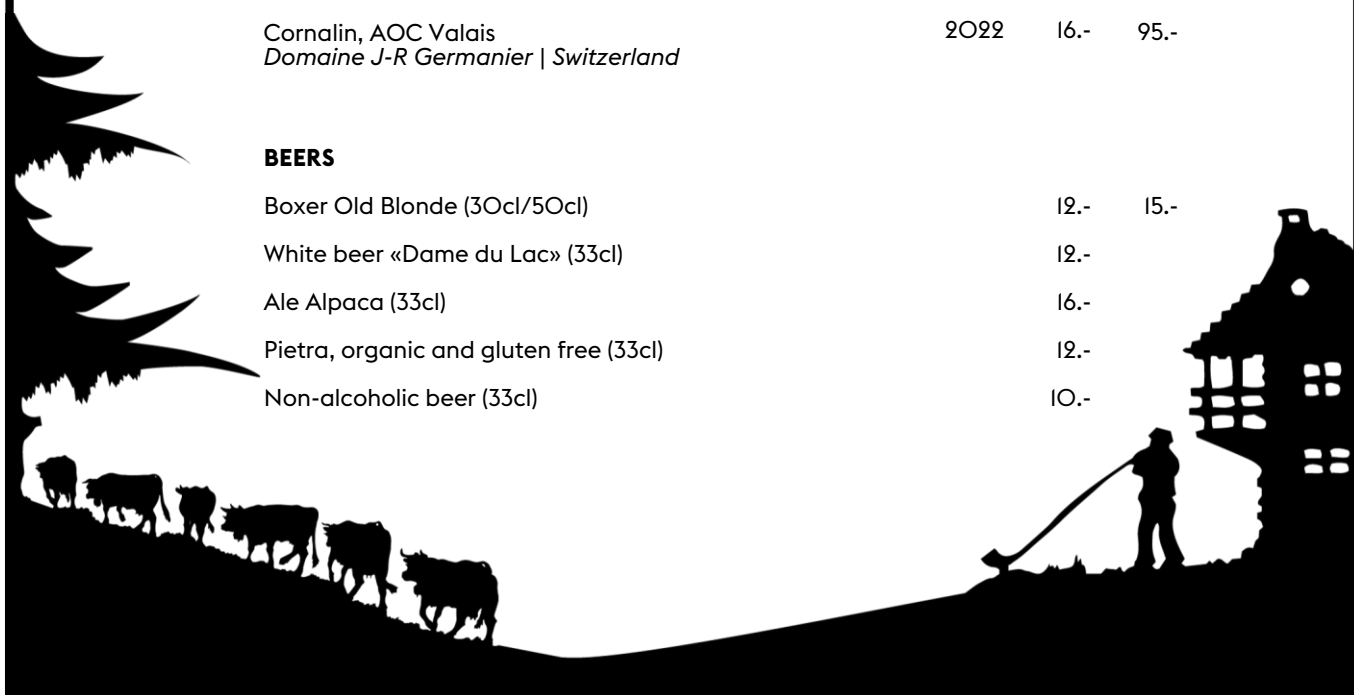 Cornalin, AOC Valais 2022 16.- 95.-
Domaine J-R Germanier | Switzerland
BEERS
Boxer Old Blonde (30cl/50cl) 12.- 15.-
White beer «Dame du Lac» (33cl) 12.-
Ale Alpaca (33cl) 16.-
Pietra, organic and gluten free (33cl) 12.-
Non-alcoholic beer (33cl) 10.-